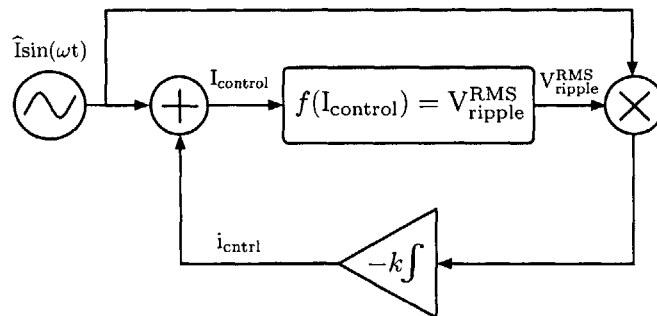 Îsin(ωt)
I_control
f(I_control) = V_ripple^RMS
V_ripple^RMS
i_cntrl
−k∫